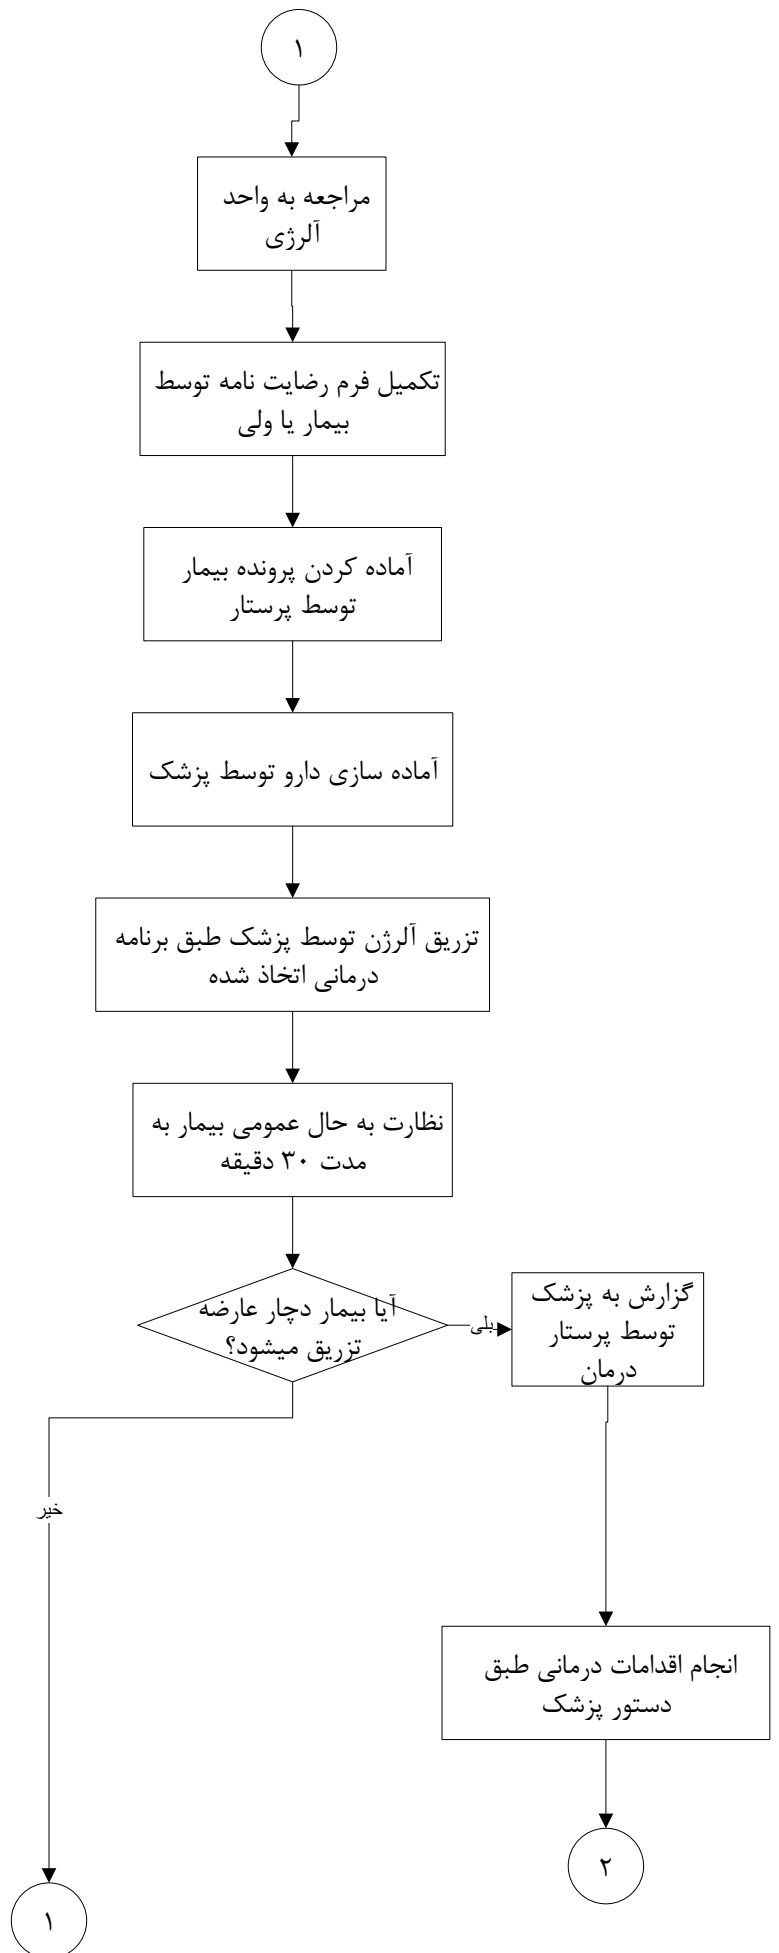 ۱
مراجعه به واحد
آلرژی
تکمیل فرم رضایت نامه توسط
بیمار یا ولی
آماده کردن پرونده بیمار
توسط پرستار
آماده سازی دارو توسط پزشک
تزریق آلرژن توسط پزشک طبق برنامه
درمانی اتخاذ شده
نظارت به حال عمومی بیمار به
مدت ۳۰ دقیقه
آیا بیمار دچار عارضه
تزریق میشود؟
بلی
گزارش به پزشک
توسط پرستار
درمان
خیر
انجام اقدامات درمانی طبق
دستور پزشک
۲
۱